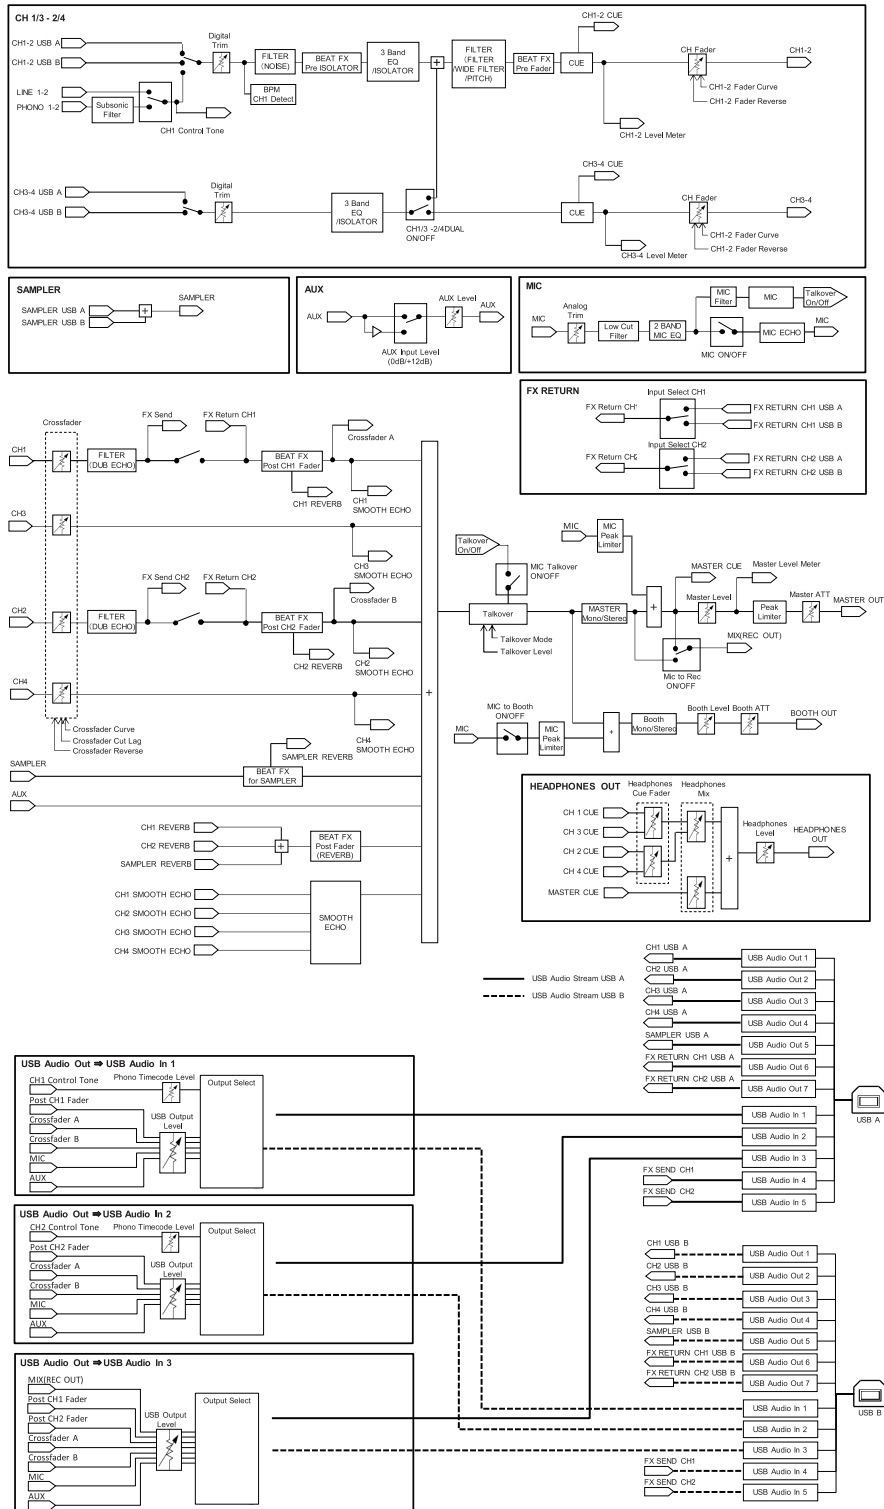 CH 1/3 - 2/4
CH1-2 USB A
CH1-2 USB B
LINE 1-2
PHONO 1-2
Subsonic
Filter
CH1 Control Tone
Digital
Trim
FILTER
(NOISE)
BPM
CH1 Detect
BEAT FX
Pre ISOLATOR
3 Band
EQ
/ISOLATOR
FILTER
(FILTER
/WIDE FILTER
/PITCH)
BEAT FX
Pre Fader
CUE
CH1-2 CUE
CH1-2 Level Meter
CH Fader
CH1-2
CH1-2 Fader Curve
CH1-2 Fader Reverse
CH3-4 USB A
CH3-4 USB B
Digital
Trim
3 Band
EQ
/ISOLATOR
CH1/3 -2/4DUAL
ON/OFF
CUE
CH3-4 CUE
CH3-4 Level Meter
CH Fader
CH3-4
CH1-2 Fader Curve
CH1-2 Fader Reverse
SAMPLER
SAMPLER USB A
SAMPLER USB B
SAMPLER
AUX
AUX
AUX Input Level
(0dB/+12dB)
AUX Level
AUX
MIC
MIC
Analog
Trim
Low Cut
Filter
2 BAND
MIC EQ
MIC
Filter
MIC
Talkover
On/Off
MIC ON/OFF
MIC ECHO
MIC
FX RETURN
Input Select CH1
FX Return CH1
FX RETURN CH1 USB A
FX RETURN CH1 USB B
Input Select CH2
FX Return CH2
FX RETURN CH2 USB A
FX RETURN CH2 USB B
Crossfader
CH1
FILTER
(DUB ECHO)
FX Send
FX Return CH1
BEAT FX
Post CH1 Fader
Crossfader A
CH1 REVERB
CH1
SMOOTH ECHO
CH3
CH3
SMOOTH ECHO
CH2
FILTER
(DUB ECHO)
FX Send CH2
FX Return CH2
BEAT FX
Post CH2 Fader
Crossfader B
CH2 REVERB
CH2
SMOOTH ECHO
CH4
CH4
SMOOTH ECHO
Crossfader Curve
Crossfader Cut Lag
Crossfader Reverse
SAMPLER
BEAT FX
for SAMPLER
SAMPLER REVERB
AUX
CH1 REVERB
CH2 REVERB
SAMPLER REVERB
BEAT FX
Post Fader
(REVERB)
CH1 SMOOTH ECHO
CH2 SMOOTH ECHO
CH3 SMOOTH ECHO
CH4 SMOOTH ECHO
SMOOTH
ECHO
Talkover
On/Off
MIC Talkover
ON/OFF
Talkover
Talkover Mode
Talkover Level
MIC
MIC
Peak
Limiter
MASTER
Mono/Stereo
MASTER CUE
Master Level
Master Level Meter
Peak
Limiter
Master ATT
MASTER OUT
MIX(REC OUT)
Mic to Rec
ON/OFF
MIC
MIC to Booth
ON/OFF
MIC
Peak
Limiter
Booth
Mono/Stereo
Booth Level
Booth ATT
BOOTH OUT
HEADPHONES OUT
Headphones
Cue Fader
Headphones
Mix
CH 1 CUE
CH 3 CUE
CH 2 CUE
CH 4 CUE
MASTER CUE
Headphones
Level
HEADPHONES
OUT
USB Audio Stream USB A
USB Audio Stream USB B
CH1 USB A
USB Audio Out 1
CH2 USB A
USB Audio Out 2
CH3 USB A
USB Audio Out 3
CH4 USB A
USB Audio Out 4
SAMPLER USB A
USB Audio Out 5
FX RETURN CH1 USB A
USB Audio Out 6
FX RETURN CH2 USB A
USB Audio Out 7
USB Audio In 1
USB Audio In 2
USB Audio In 3
FX SEND CH1
USB Audio In 4
FX SEND CH2
USB Audio In 5
USB A
USB Audio Out ⇒ USB Audio In 1
CH1 Control Tone
Phono Timecode Level
Output Select
Post CH1 Fader
Crossfader A
Crossfader B
MIC
AUX
USB Output
Level
USB Audio Out ⇒ USB Audio In 2
CH2 Control Tone
Phono Timecode Level
Output Select
Post CH2 Fader
Crossfader A
Crossfader B
MIC
AUX
USB Output
Level
USB Audio Out ⇒ USB Audio In 3
MIX(REC OUT)
Post CH1 Fader
Post CH2 Fader
Crossfader A
Crossfader B
MIC
AUX
USB Output
Level
Output Select
CH1 USB B
USB Audio Out 1
CH2 USB B
USB Audio Out 2
CH3 USB B
USB Audio Out 3
CH4 USB B
USB Audio Out 4
SAMPLER USB B
USB Audio Out 5
FX RETURN CH1 USB B
USB Audio Out 6
FX RETURN CH2 USB B
USB Audio Out 7
USB Audio In 1
USB Audio In 2
USB Audio In 3
FX SEND CH1
USB Audio In 4
FX SEND CH2
USB Audio In 5
USB B